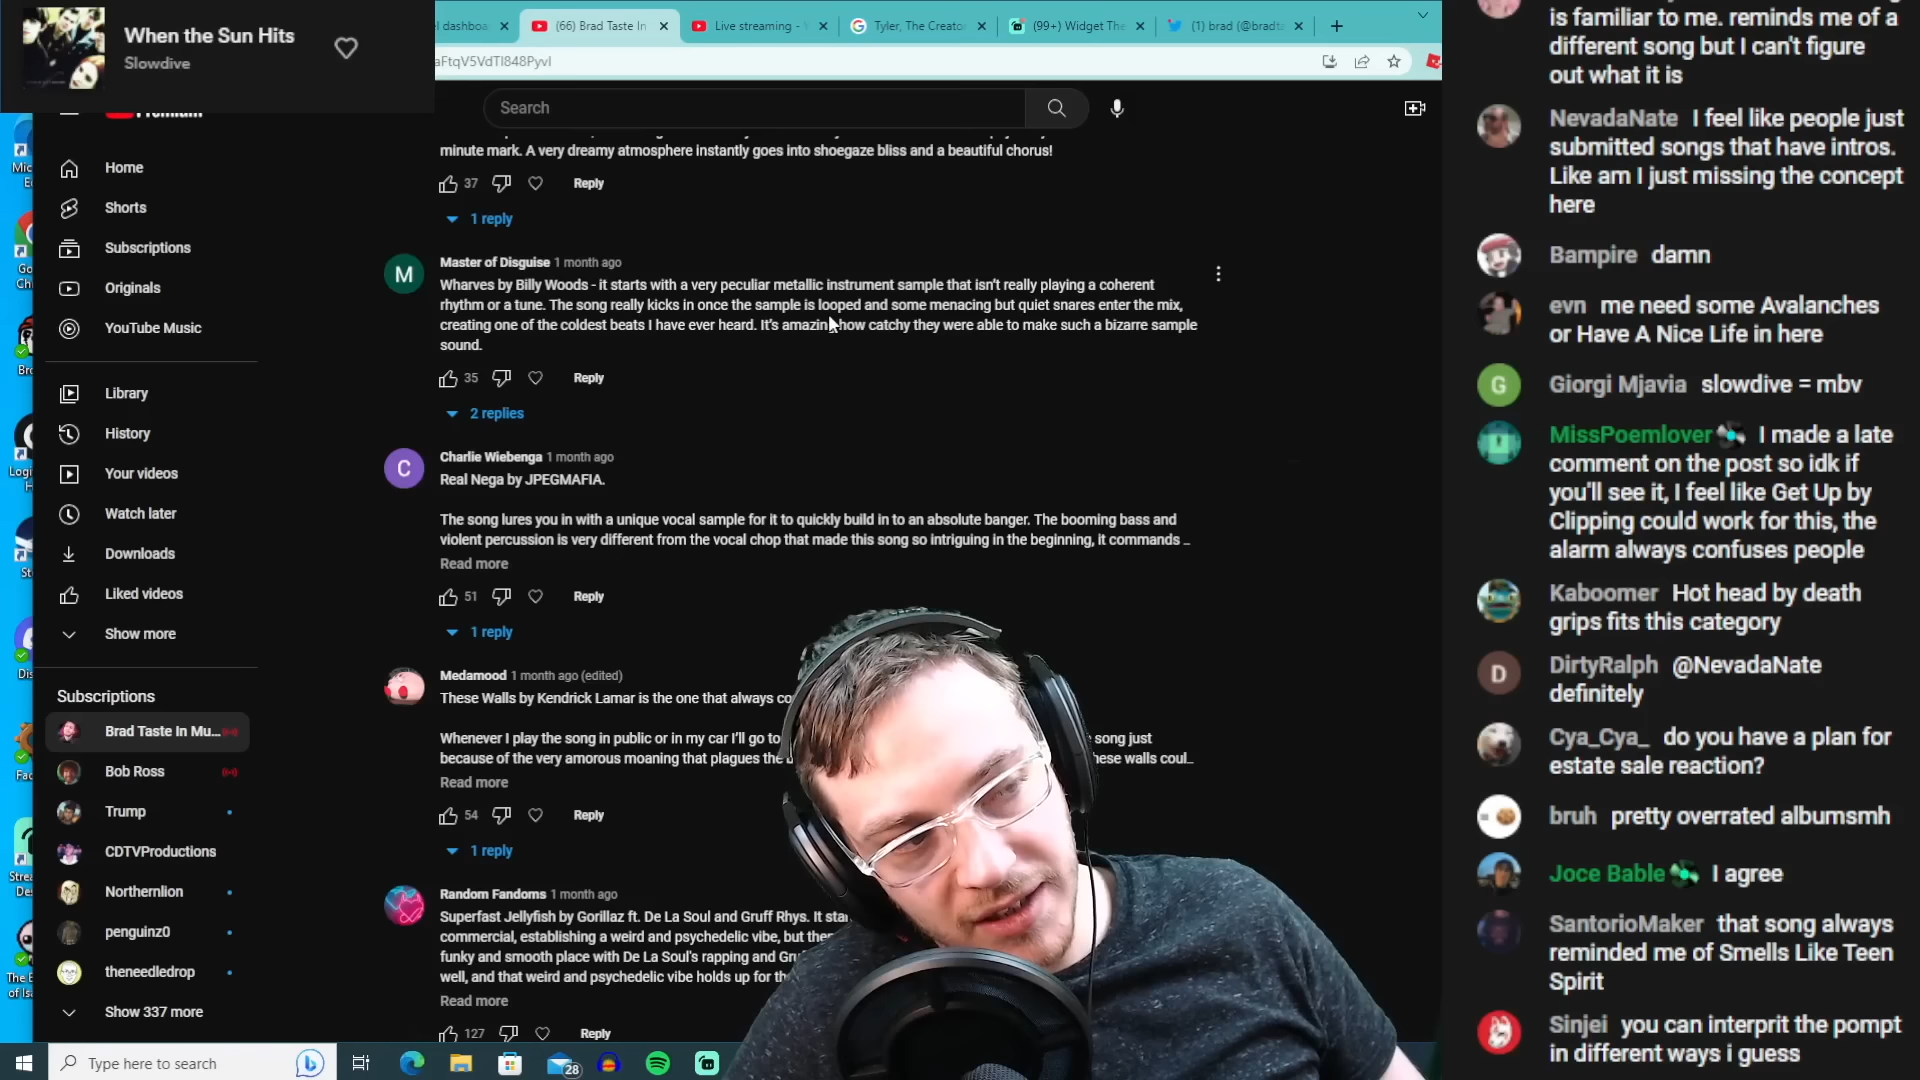 When the Sun Hits
Slowdive
l dashboa
(66) Brad Taste In
Live streaming -
Tyler, The Creator
(99+) Widget The
(1) brad (@bradta
aFtqV5VdTI848PyvI
Premium
Search
Home
Shorts
Subscriptions
Originals
YouTube Music
Library
History
Your videos
Watch later
Downloads
Liked videos
Show more
Subscriptions
Brad Taste In Mu...
Bob Ross
Trump
CDTVProductions
Northernlion
penguinz0
theneedledrop
Show 337 more
minute mark. A very dreamy atmosphere instantly goes into shoegaze bliss and a beautiful chorus!
37 Reply
1 reply
M
Master of Disguise 1 month ago
Wharves by Billy Woods - it starts with a very peculiar metallic instrument sample that isn't really playing a coherent
rhythm or a tune. The song really kicks in once the sample is looped and some menacing but quiet snares enter the mix,
creating one of the coldest beats I have ever heard. It's amazing how catchy they were able to make such a bizarre sample
sound.
35 Reply
2 replies
C
Charlie Wiebenga 1 month ago
Real Nega by JPEGMAFIA.
The song lures you in with a unique vocal sample for it to quickly build in to an absolute banger. The booming bass and
violent percussion is very different from the vocal chop that made this song so intriguing in the beginning, it commands ...
Read more
51 Reply
1 reply
Medamood 1 month ago (edited)
These Walls by Kendrick Lamar is the one that always co
Whenever I play the song in public or in my car I'll go to song just
because of the very amorous moaning that plagues the hese walls coul...
Read more
54 Reply
1 reply
Random Fandoms 1 month ago
Superfast Jellyfish by Gorillaz ft. De La Soul and Gruff Rhys. It star
commercial, establishing a weird and psychedelic vibe, but then
funky and smooth place with De La Soul's rapping and Gru
well, and that weird and psychedelic vibe holds up for th
Read more
127 Reply
Type here to search
28
is familiar to me. reminds me of a
different song but I can't figure
out what it is
NevadaNate I feel like people just
submitted songs that have intros.
Like am I just missing the concept
here
Bampire damn
evn me need some Avalanches
or Have A Nice Life in here
G
Giorgi Mjavia slowdive = mbv
MissPoemlover I made a late
comment on the post so idk if
you'll see it, I feel like Get Up by
Clipping could work for this, the
alarm always confuses people
Kaboomer Hot head by death
grips fits this category
D
DirtyRalph @NevadaNate
definitely
Cya_Cya_ do you have a plan for
estate sale reaction?
bruh pretty overrated albumsmh
Joce Bable I agree
SantorioMaker that song always
reminded me of Smells Like Teen
Spirit
Sinjei you can interprit the pompt
in different ways i guess